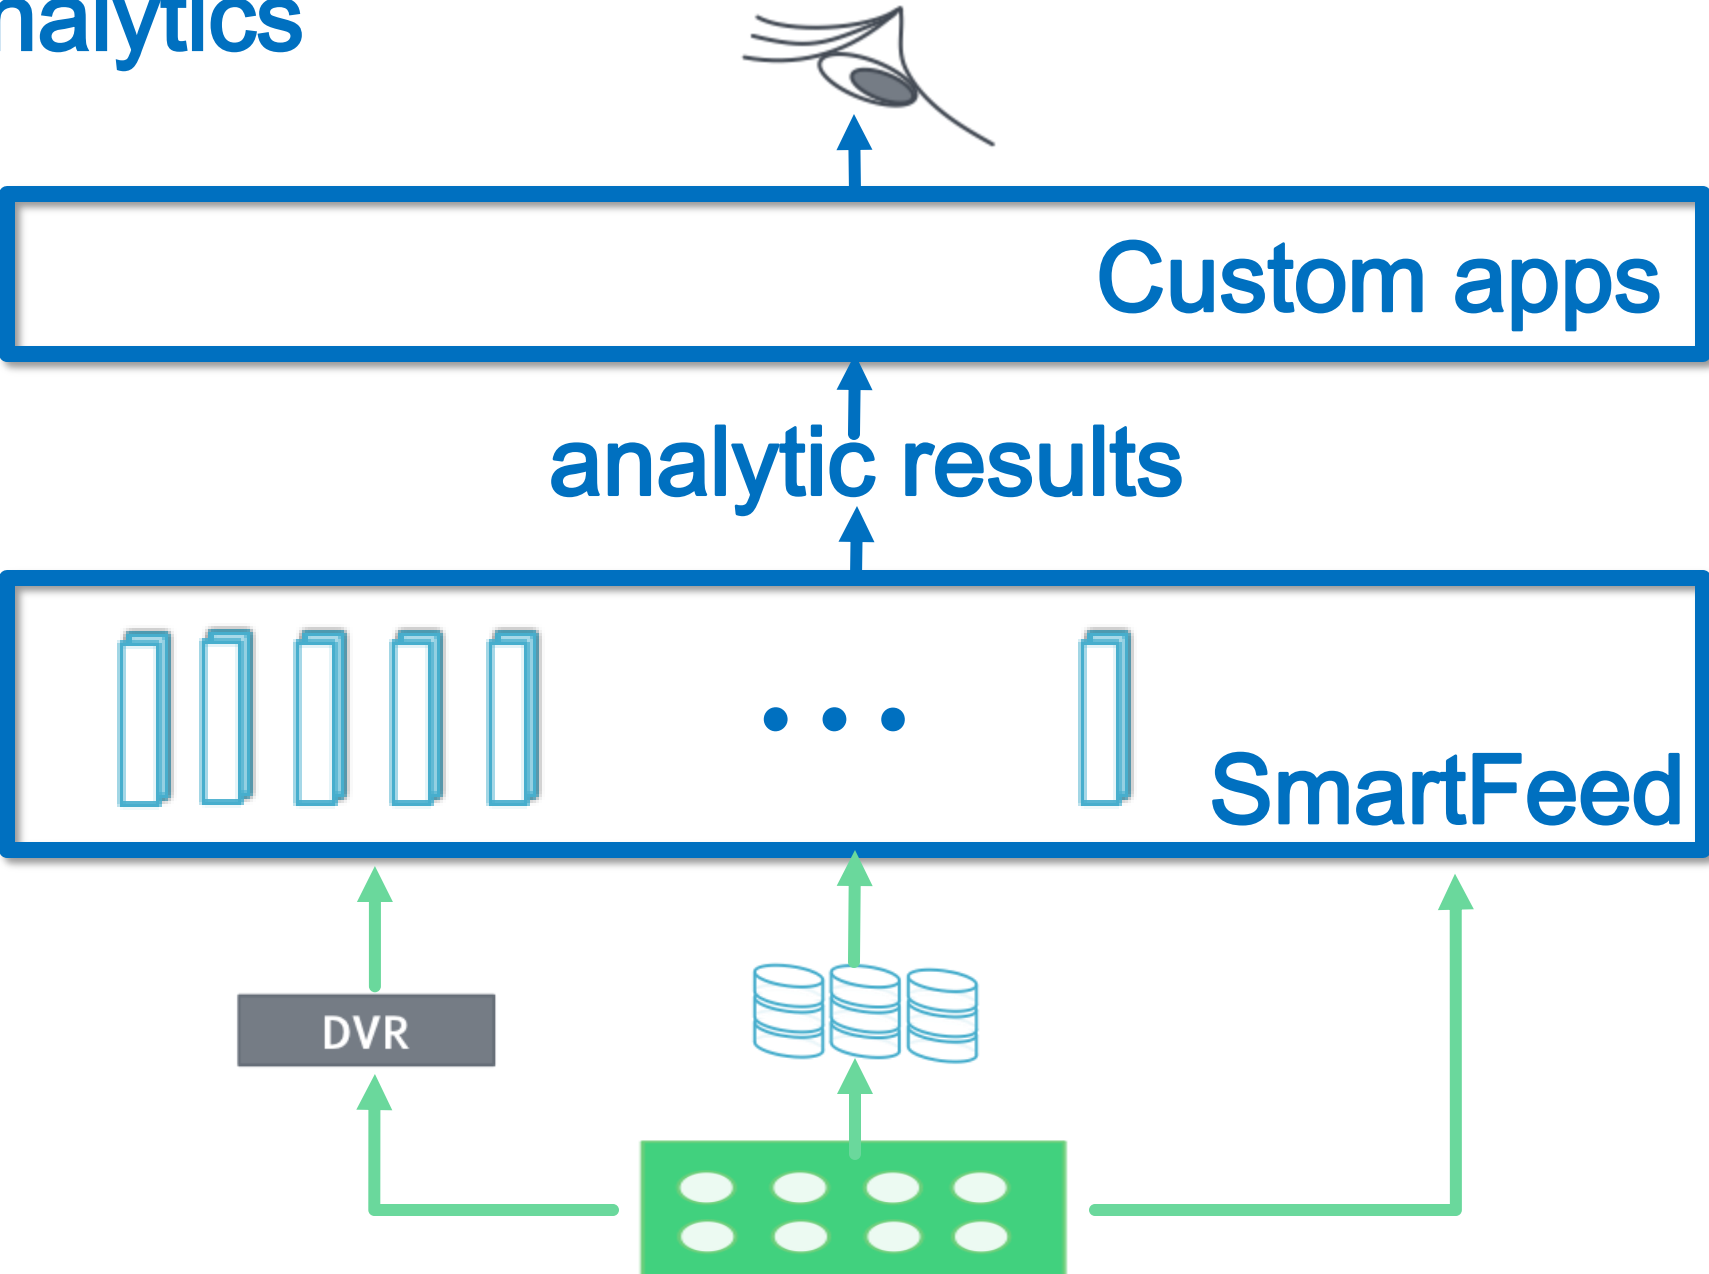 nalytics
Custom apps
analytic results
SmartFeed
DVR